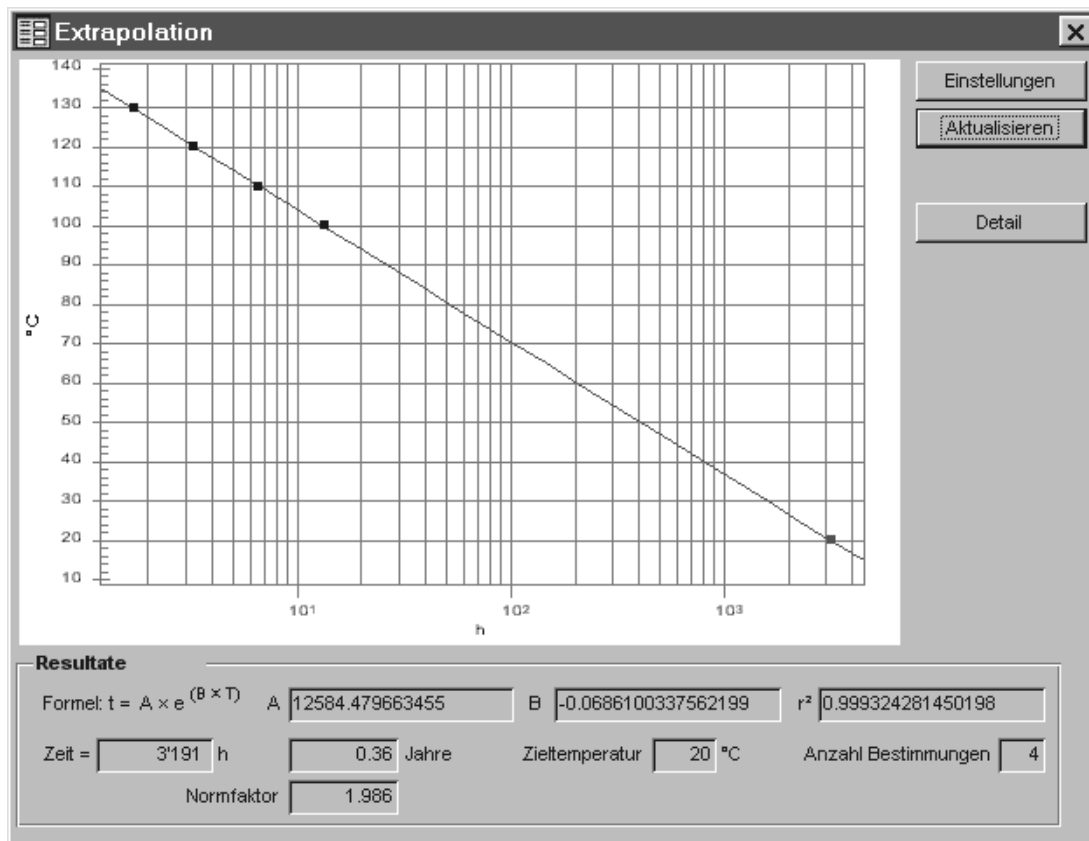 Extrapolation
140
130
120
110
100
90
80
70
60
50
40
30
20
10
°C
10¹ 10² 10³
h
Einstellungen
Aktualisieren
Detail
Resultate
Formel: t = A × e^(B × T) A 12584.479663455 B -0.0686100337562199 r² 0.999324281450198
Zeit = 3'191 h 0.36 Jahre Zieltemperatur 20 °C Anzahl Bestimmungen 4
Normfaktor 1.986